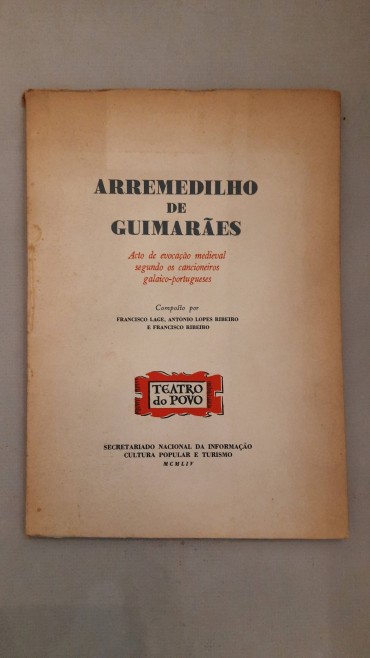 ARREMEDILHO
DE
GUIMARÃES
Acto de evocação medieval
segundo os cancioneiros
galaico-portugueses
Compoſto por
FRANCISCO LAGE, ANTÓNIO LOPES RIBEIRO
E FRANCISCO RIBEIRO
TEATRO
do POVO
SECRETARIADO NACIONAL DA INFORMAÇÃO
CULTURA POPULAR E TURISMO
MCMLIV